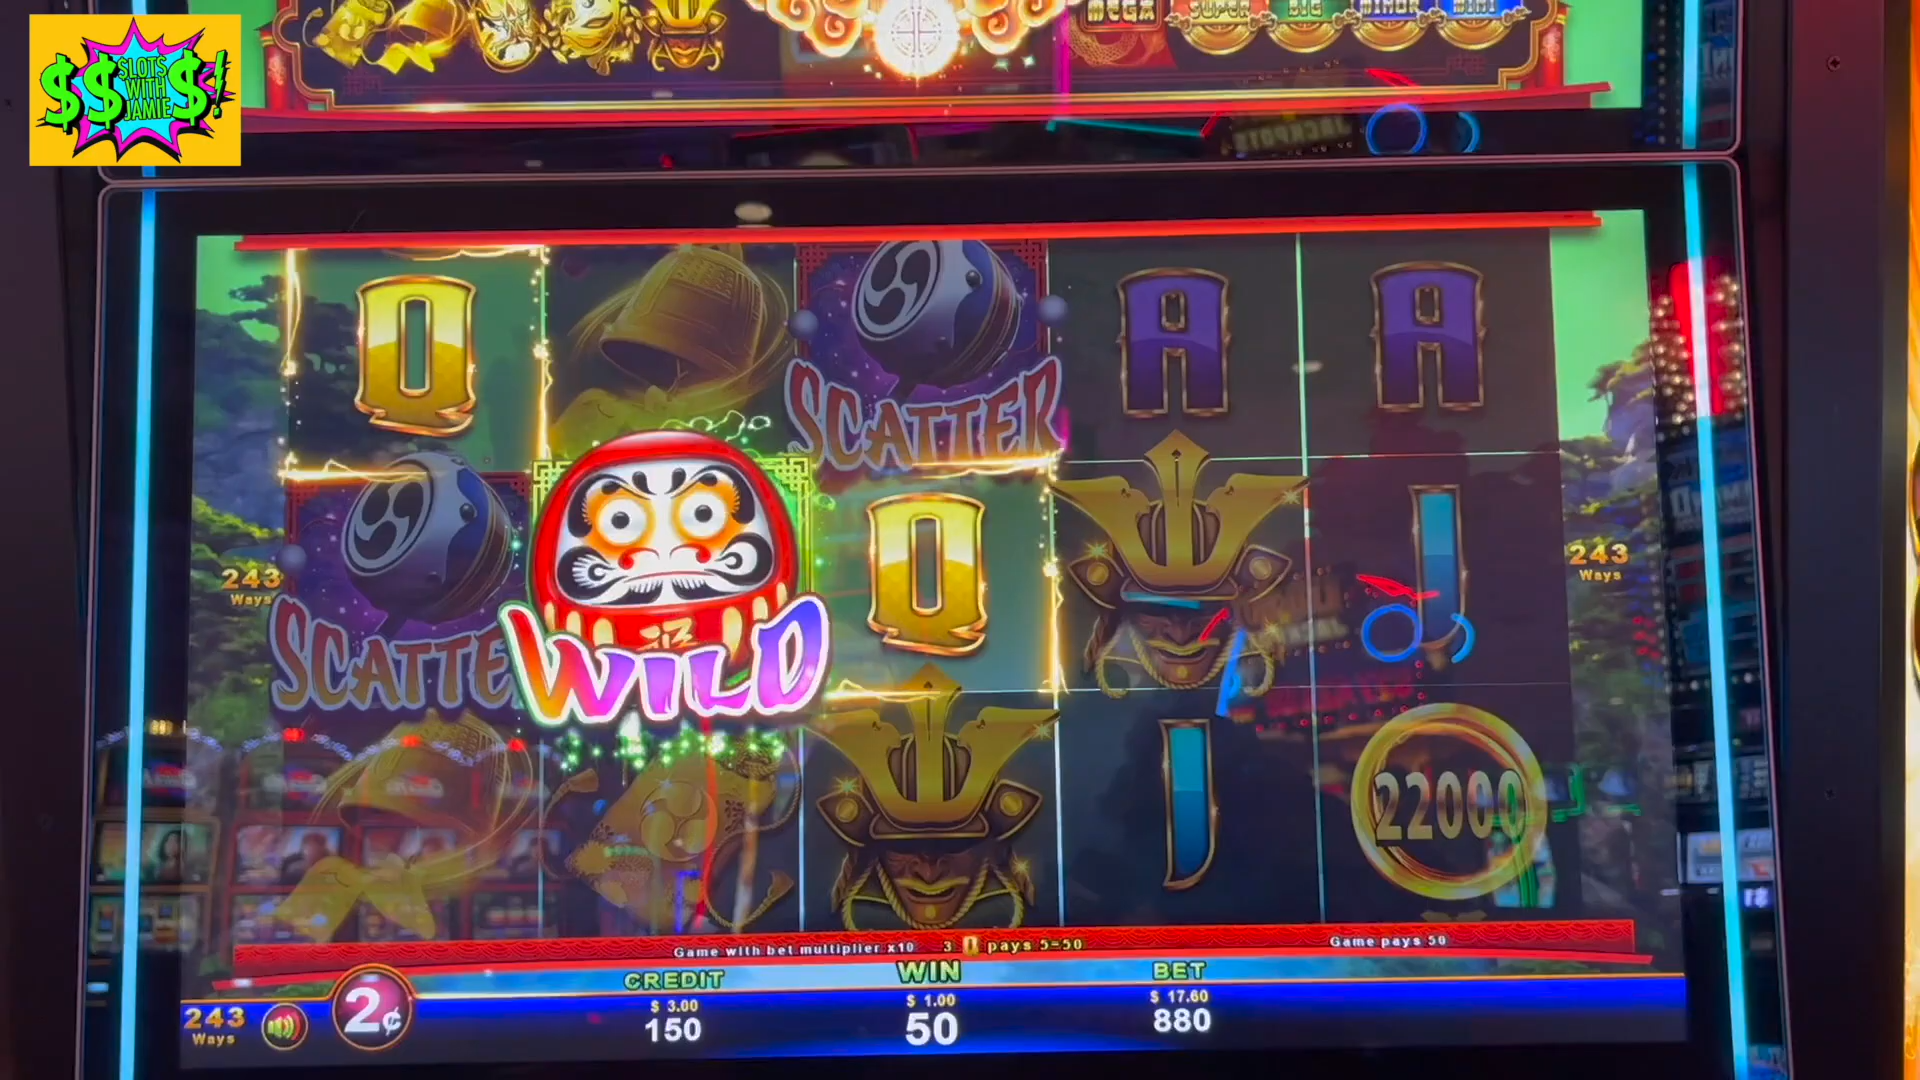 $$ SLOTS WITH JAMIE $!
MEGA SUPER BIG MINOR MINI
Q A A
SCATTER
243 Ways
SCATTE
WILD
Q J
243 Ways
J 22000
Game with bet multiplier x10 3 Q pays 5-50 Game pays 50
CREDIT WIN BET
$ 3.00 $ 1.00 $ 17.60
150 50 880
243 Ways 2¢